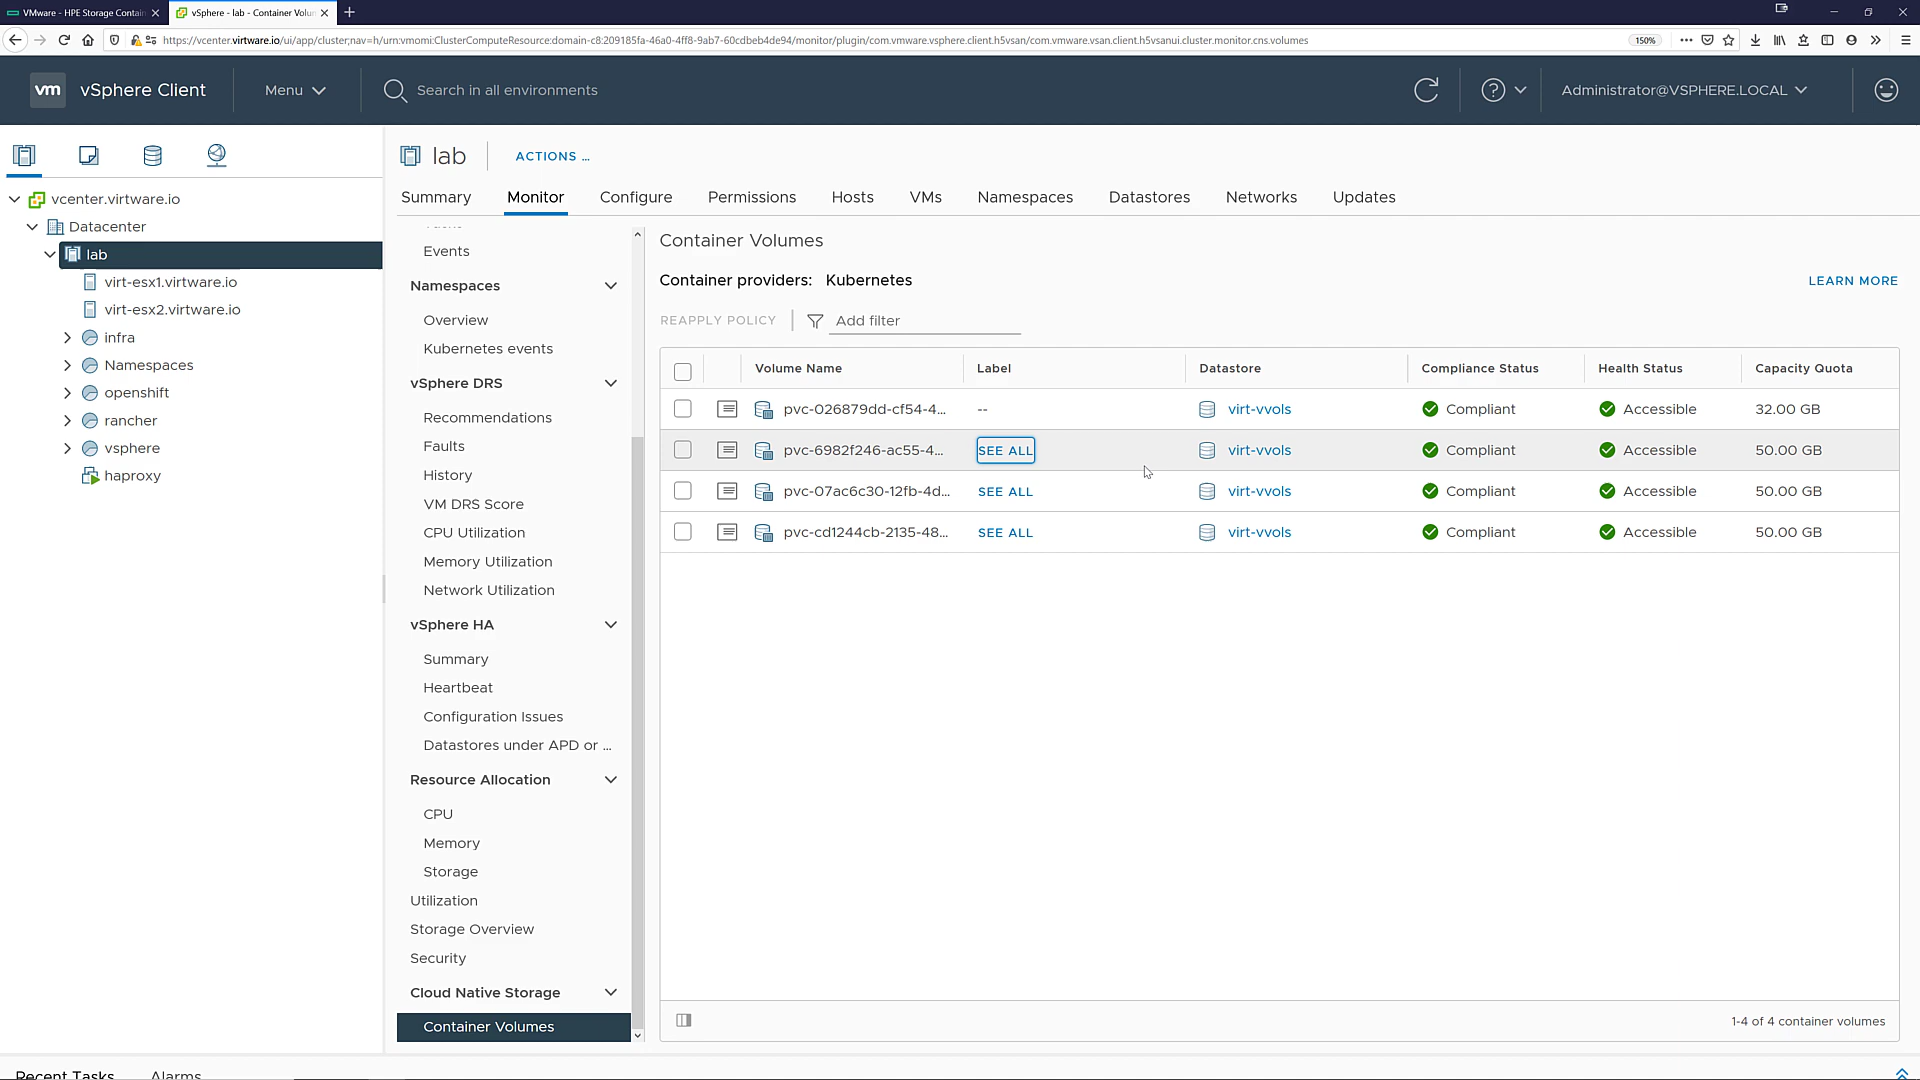 VMware - HPE Storage Contain
vSphere - lab - Container Volum
https://vcenter.virtware.io/ui/app/cluster;nav=h/urn:vmomi:ClusterComputeResource:domain-c8:209185fa-46a0-4ff8-9ab7-60cdbeb4de94/monitor/plugin/com.vmware.vsphere.client.h5vsan/com.vmware.vsan.client.h5vsanui.cluster.monitor.cns.volumes
150%
vm vSphere Client
Menu
Search in all environments
Administrator@VSPHERE.LOCAL
vcenter.virtware.io
Datacenter
lab
virt-esx1.virtware.io
virt-esx2.virtware.io
infra
Namespaces
openshift
rancher
vsphere
haproxy
lab
ACTIONS ...
Summary Monitor Configure Permissions Hosts VMs Namespaces Datastores Networks Updates
Tasks
Events
Namespaces
Overview
Kubernetes events
vSphere DRS
Recommendations
Faults
History
VM DRS Score
CPU Utilization
Memory Utilization
Network Utilization
vSphere HA
Summary
Heartbeat
Configuration Issues
Datastores under APD or ...
Resource Allocation
CPU
Memory
Storage
Utilization
Storage Overview
Security
Cloud Native Storage
Container Volumes
Container Volumes
Container providers: Kubernetes
LEARN MORE
REAPPLY POLICY
Add filter
Volume Name Label Datastore Compliance Status Health Status Capacity Quota
pvc-026879dd-cf54-4... -- virt-vvols Compliant Accessible 32.00 GB
pvc-6982f246-ac55-4... SEE ALL virt-vvols Compliant Accessible 50.00 GB
pvc-07ac6c30-12fb-4d... SEE ALL virt-vvols Compliant Accessible 50.00 GB
pvc-cd1244cb-2135-48... SEE ALL virt-vvols Compliant Accessible 50.00 GB
1-4 of 4 container volumes
Recent Tasks Alarms